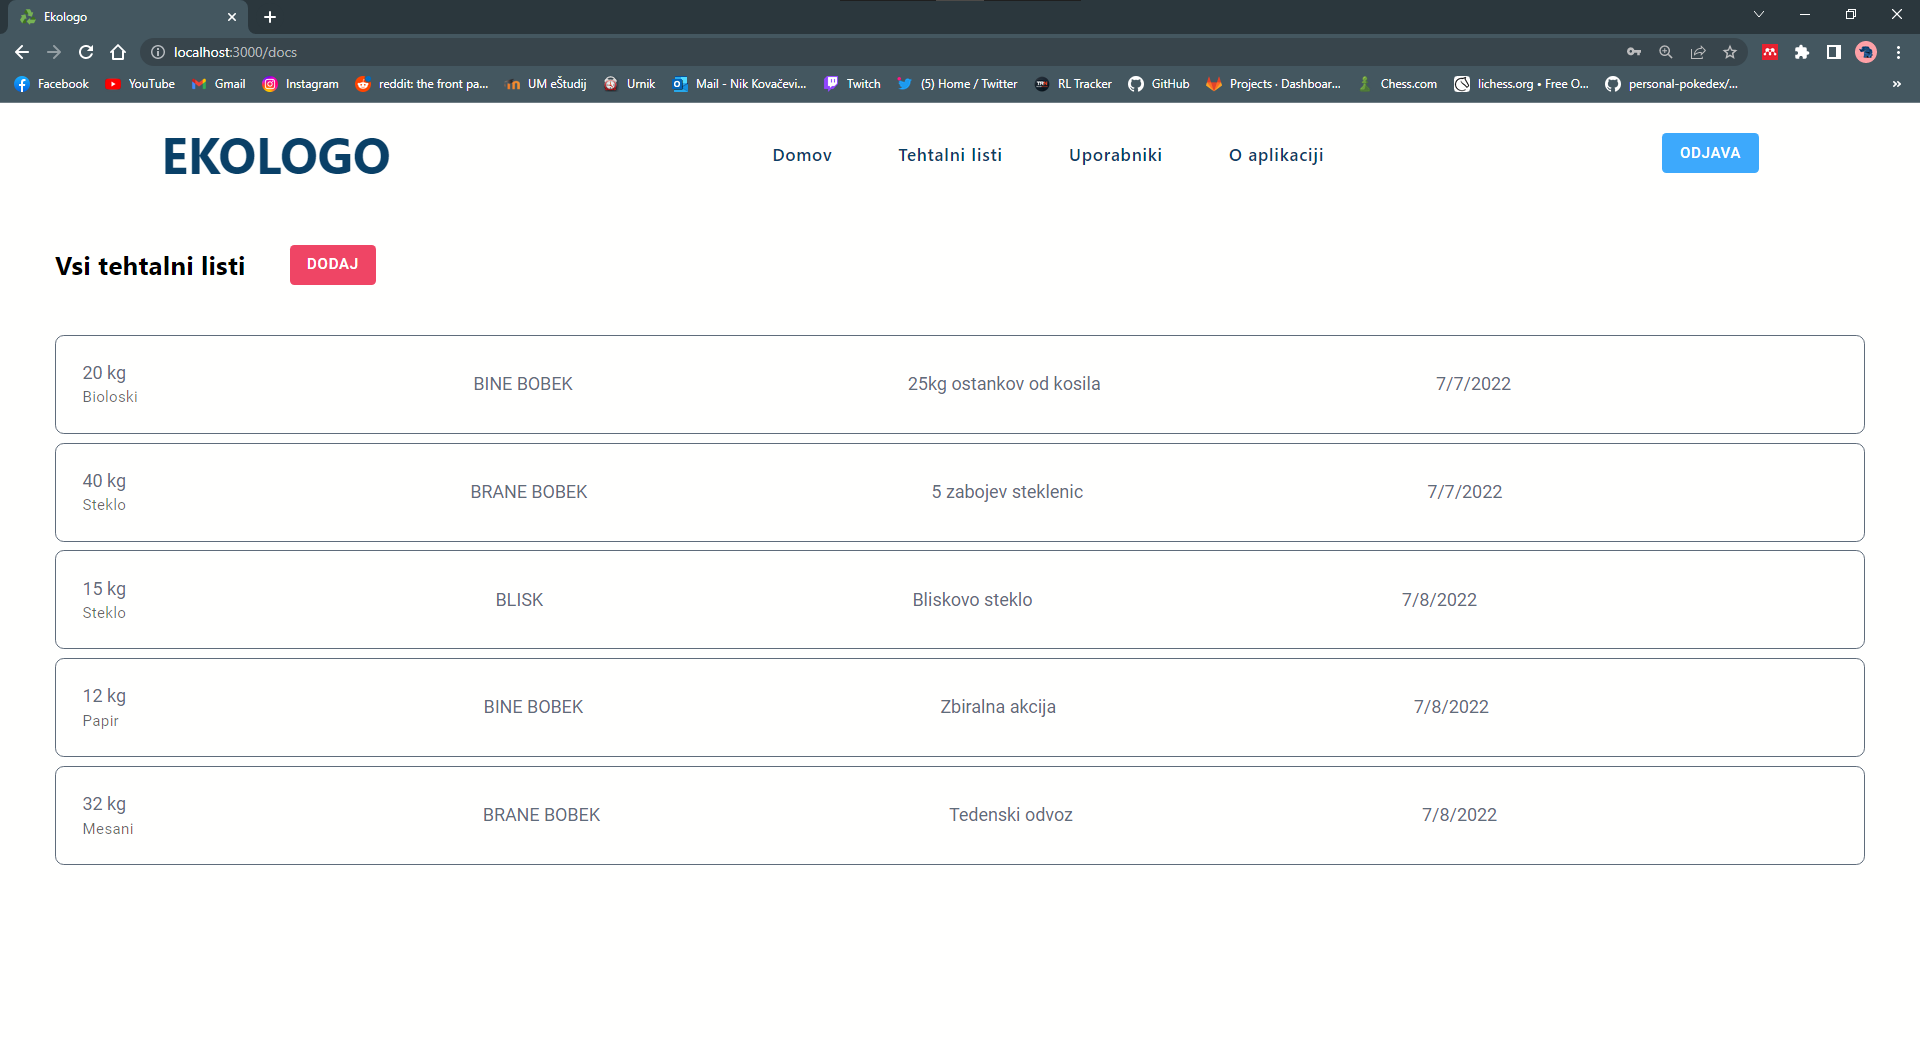 Ekologo
localhost:3000/docs
Facebook YouTube Gmail Instagram reddit: the front pa... UM eŠtudij Urnik Mail - Nik Kovačevi... Twitch (5) Home / Twitter RL Tracker GitHub Projects · Dashboar... Chess.com lichess.org • Free O... personal-pokedex/... »
EKOLOGO Domov Tehtalni listi Uporabniki O aplikaciji ODJAVA
Vsi tehtalni listi DODAJ
20 kg
Bioloski
BINE BOBEK
25kg ostankov od kosila
7/7/2022
40 kg
Steklo
BRANE BOBEK
5 zabojev steklenic
7/7/2022
15 kg
Steklo
BLISK
Bliskovo steklo
7/8/2022
12 kg
Papir
BINE BOBEK
Zbiralna akcija
7/8/2022
32 kg
Mesani
BRANE BOBEK
Tedenski odvoz
7/8/2022